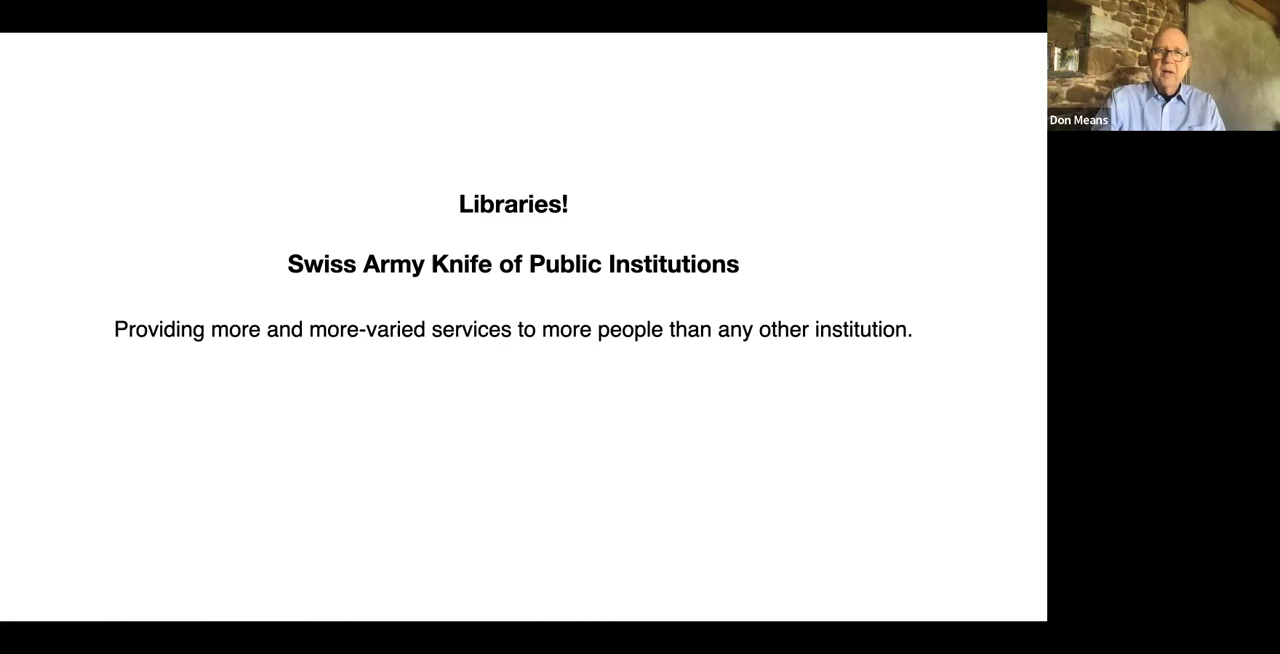 Libraries!
Swiss Army Knife of Public Institutions
Providing more and more-varied services to more people than any other institution.
Don Means